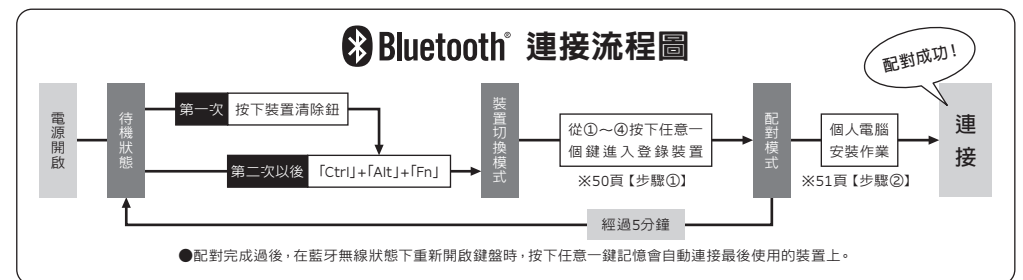 Bluetooth® 連接流程圖
配對成功!
電源開啟
待機狀態
第一次 按下裝置清除鈕
第二次以後 「Ctrl」+「Alt」+「Fn」
裝置切換模式
從①~④按下任意一
個鍵進入登錄裝置
※50頁【步驟①】
配對模式
個人電腦
安裝作業
※51頁【步驟②】
連接
經過5分鐘
●配對完成過後,在藍牙無線狀態下重新開啟鍵盤時,按下任意一鍵記憶會自動連接最後使用的裝置上。